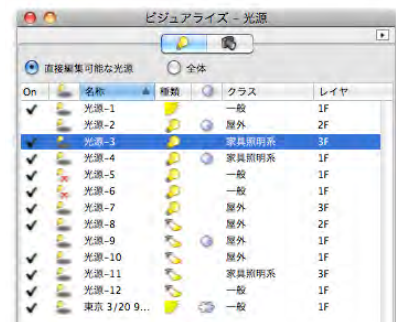 ビジュアライズ - 光源
直接編集可能な光源 全体
On 名称 種類 クラス レイヤ
光源-1 一般 1F
光源-2 屋外 2F
光源-3 家具照明系 3F
光源-4 家具照明系 1F
光源-5 一般 1F
光源-6 一般 1F
光源-7 屋外 3F
光源-8 屋外 2F
光源-9 屋外 1F
光源-10 屋外 1F
光源-11 家具照明系 3F
光源-12 一般 1F
東京 3/20 9... 一般 1F